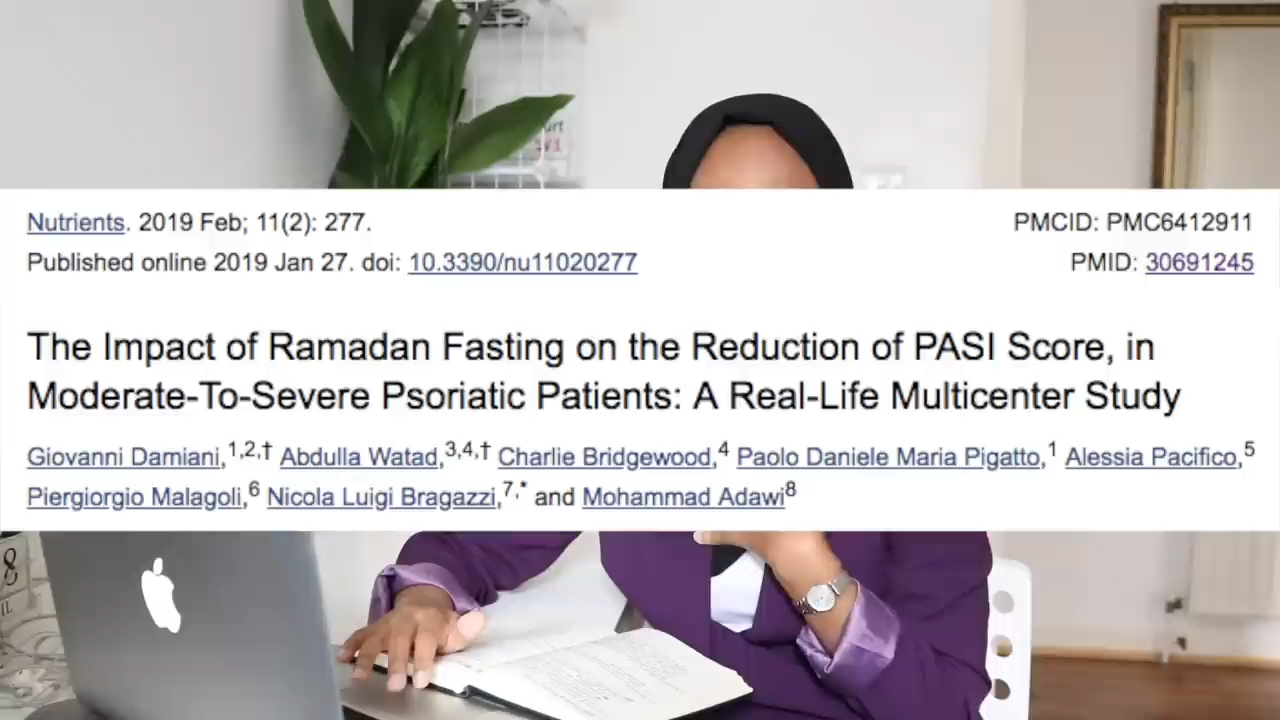 Nutrients. 2019 Feb; 11(2): 277.
PMCID: PMC6412911
Published online 2019 Jan 27. doi: 10.3390/nu11020277
PMID: 30691245
The Impact of Ramadan Fasting on the Reduction of PASI Score, in
Moderate-To-Severe Psoriatic Patients: A Real-Life Multicenter Study
Giovanni Damiani,1,2,† Abdulla Watad,3,4,† Charlie Bridgewood,4 Paolo Daniele Maria Pigatto,1 Alessia Pacifico,5
Piergiorgio Malagoli,6 Nicola Luigi Bragazzi,7,* and Mohammad Adawi8
8
IL